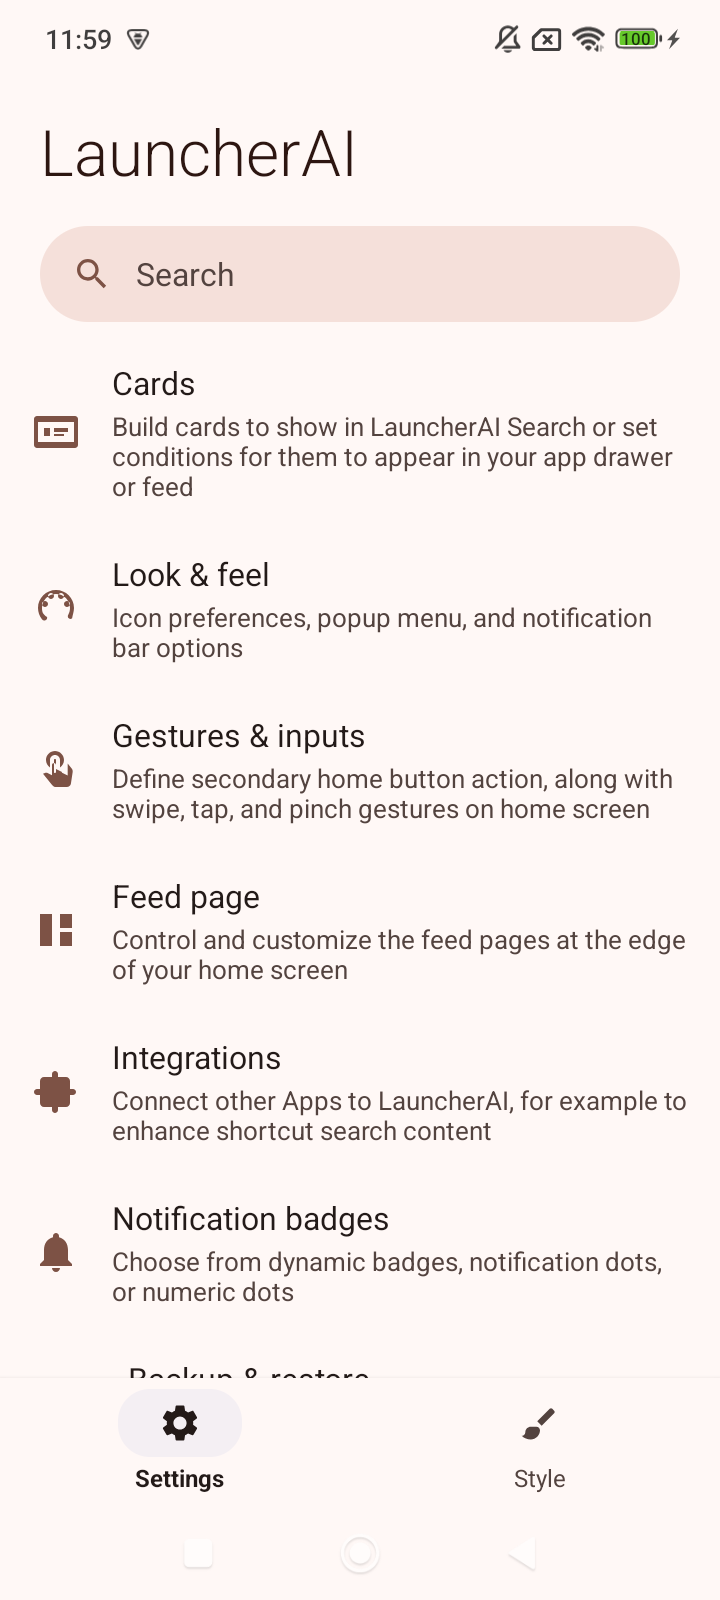 11:59
100
LauncherAI
Search
Cards
Build cards to show in LauncherAI Search or set
conditions for them to appear in your app drawer
or feed
Look & feel
Icon preferences, popup menu, and notification
bar options
Gestures & inputs
Define secondary home button action, along with
swipe, tap, and pinch gestures on home screen
Feed page
Control and customize the feed pages at the edge
of your home screen
Integrations
Connect other Apps to LauncherAI, for example to
enhance shortcut search content
Notification badges
Choose from dynamic badges, notification dots,
or numeric dots
Backup & restore
Settings
Style